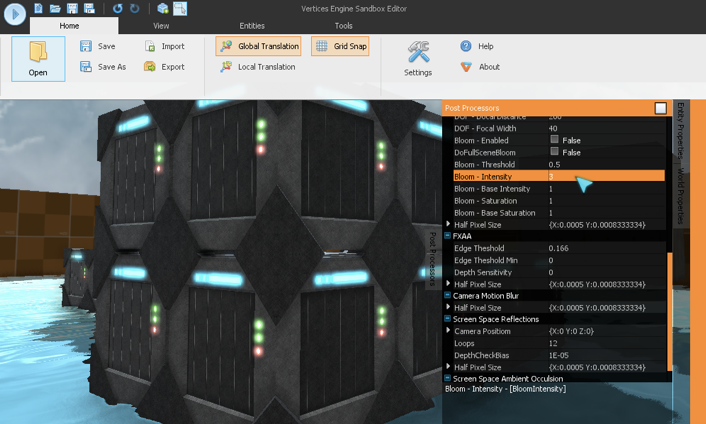 Vertices Engine Sandbox Editor
Home View Entities Tools
Open
Save
Save As
Import
Export
Global Translation
Local Translation
Grid Snap
Settings
Help
About
Post Processors
DOF - Focal Width 40
Bloom - Enabled False
DoFullSceneBloom False
Bloom - Threshold 0.5
Bloom - Intensity 3
Bloom - Base Intensity 1
Bloom - Saturation 1
Bloom - Base Saturation 1
Half Pixel Size {X:0.0005 Y:0.0008333334}
FXAA
Edge Theshold 0.166
Edge Theshold Min 0
Depth Sensitivity 0
Half Pixel Size {X:0.0005 Y:0.0008333334}
Camera Motion Blur
Half Pixel Size {X:0.0005 Y:0.0008333334}
Screen Space Reflections
Camera Position {X:0 Y:0 Z:0}
Loops 12
DepthCheckBias 1E-05
Half Pixel Size {X:0.0005 Y:0.0008333334}
Screen Space Ambient Occulsion
Bloom - Intensity - [BloomIntensity]
Post Processors
Entity Properties
World Properties